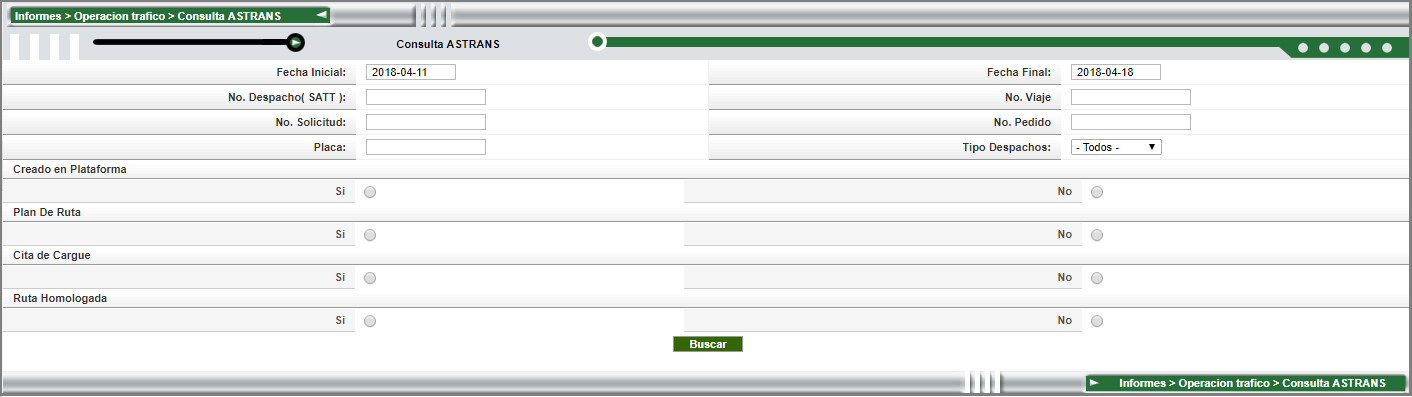 Informes > Operacion trafico > Consulta ASTRANS
Consulta ASTRANS
Fecha Inicial: 2018-04-11 Fecha Final: 2018-04-18
No. Despacho( SATT ): No. Viaje
No. Solicitud: No. Pedido
Placa: Tipo Despachos: - Todos -
Creado en Plataforma
Si No
Plan De Ruta
Si No
Cita de Cargue
Si No
Ruta Homologada
Si No
Buscar
Informes > Operacion trafico > Consulta ASTRANS